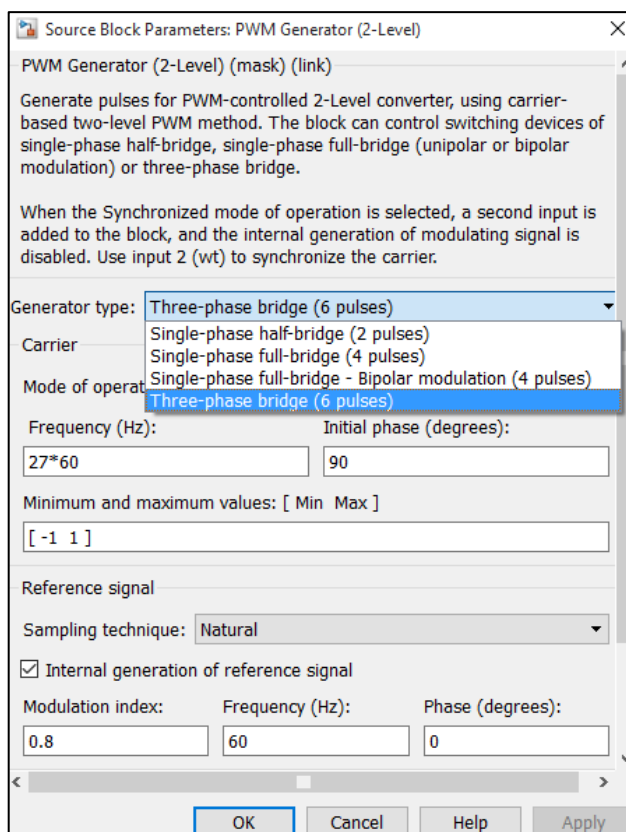 Source Block Parameters: PWM Generator (2-Level)
PWM Generator (2-Level) (mask) (link)
Generate pulses for PWM-controlled 2-Level converter, using carrier-
based two-level PWM method. The block can control switching devices of
single-phase half-bridge, single-phase full-bridge (unipolar or bipolar
modulation) or three-phase bridge.
When the Synchronized mode of operation is selected, a second input is
added to the block, and the internal generation of modulating signal is
disabled. Use input 2 (wt) to synchronize the carrier.
Generator type: Three-phase bridge (6 pulses)
Single-phase half-bridge (2 pulses)
Carrier
Single-phase full-bridge (4 pulses)
Single-phase full-bridge - Bipolar modulation (4 pulses)
Mode of operat
Three-phase bridge (6 pulses)
Frequency (Hz): Initial phase (degrees):
27*60 90
Minimum and maximum values: [ Min Max ]
[ -1 1 ]
Reference signal
Sampling technique: Natural
Internal generation of reference signal
Modulation index: Frequency (Hz): Phase (degrees):
0.8 60 0
OK Cancel Help Apply